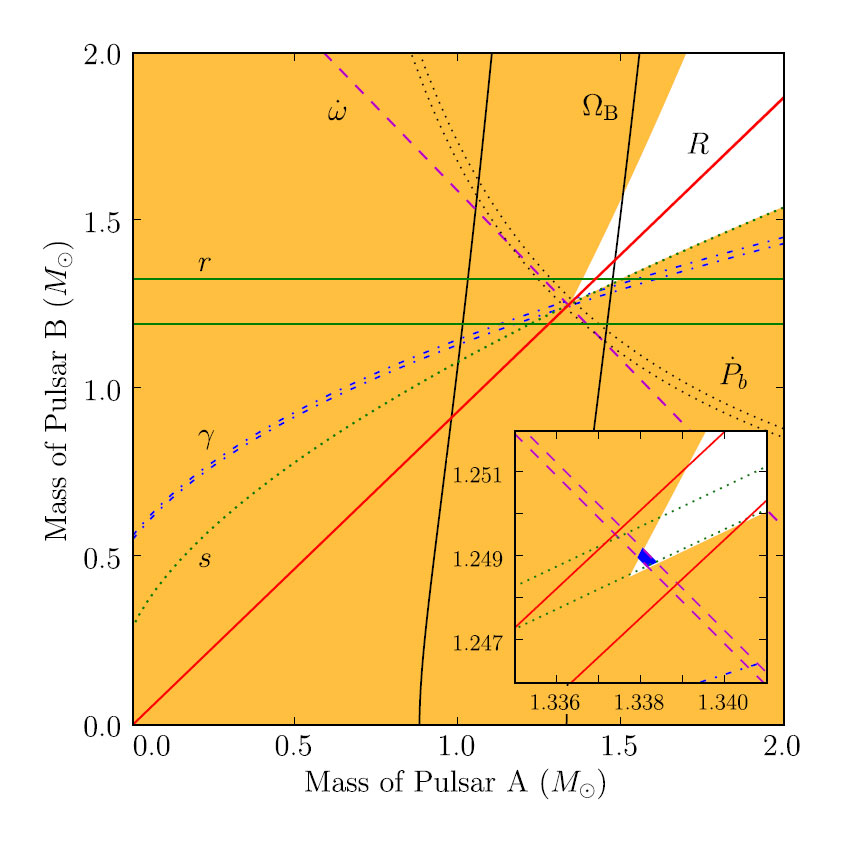 2.0
ω̇
Ω_B
R
1.5
r
1.0
Ṗ_b
γ
0.5
s
1.251
1.249
1.247
1.336 1.338 1.340
0.0
0.0 0.5 1.0 1.5 2.0
Mass of Pulsar A (M_⊙)
Mass of Pulsar B (M_⊙)